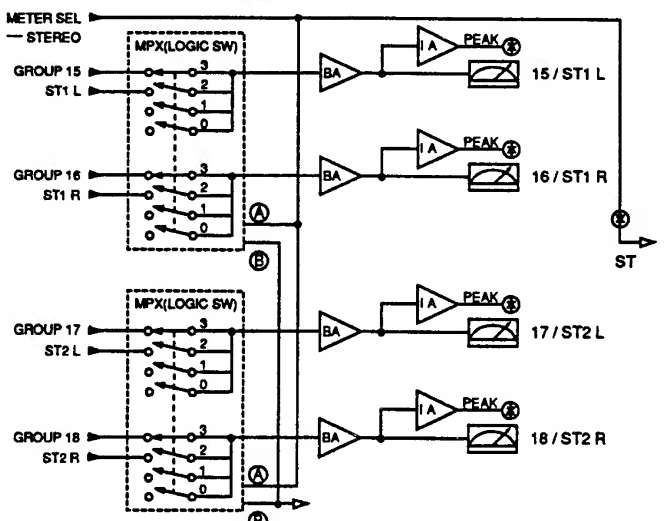 METER SEL
— STEREO
MPX(LOGIC SW)
GROUP 15
ST1 L
3
2
1
0
BA
IA
PEAK
15 / ST1 L
GROUP 16
ST1 R
3
2
1
0
BA
IA
PEAK
16 / ST1 R
A
B
ST
MPX(LOGIC SW)
GROUP 17
ST2 L
3
2
1
0
BA
IA
PEAK
17 / ST2 L
GROUP 18
ST2 R
3
2
1
0
BA
IA
PEAK
18 / ST2 R
A
B